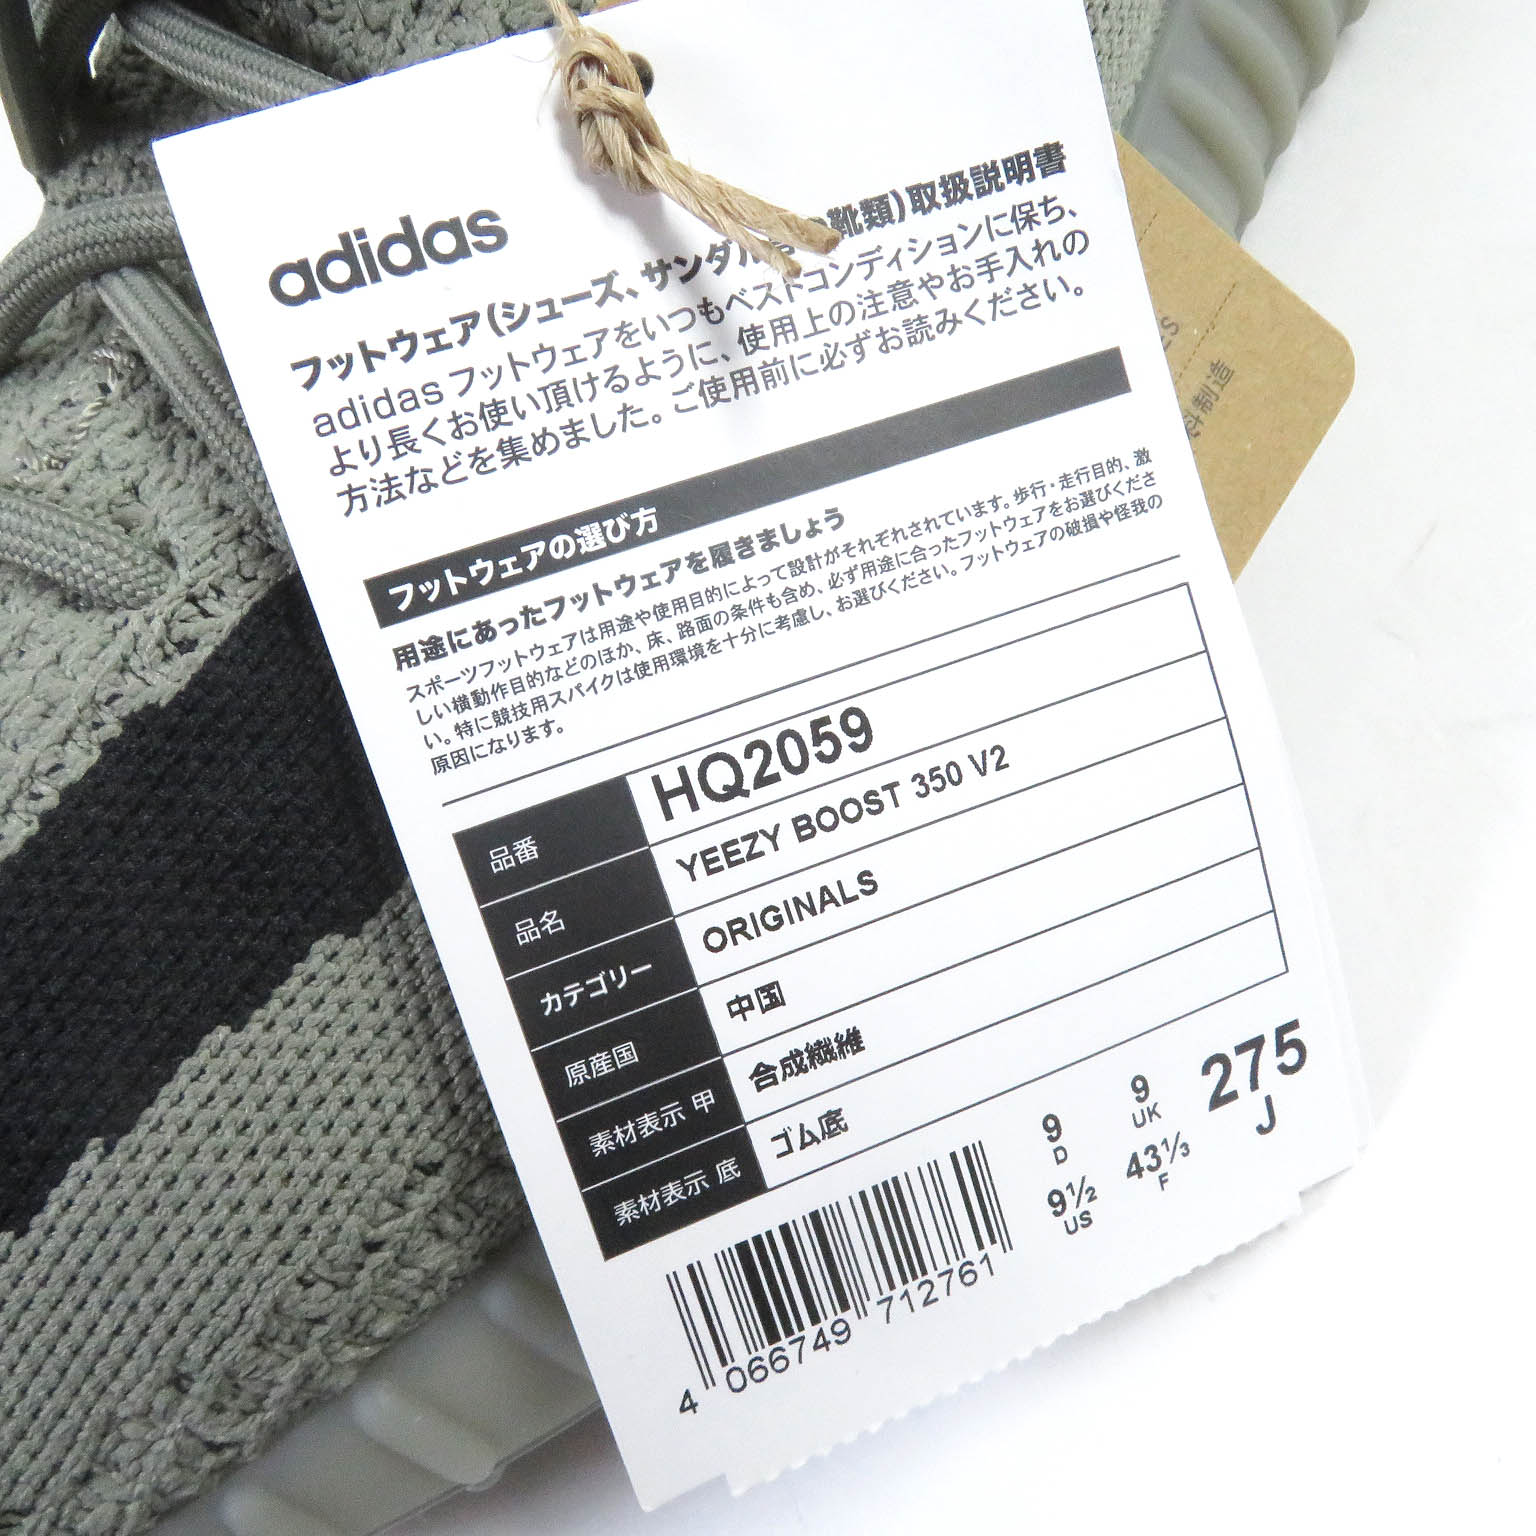 adidas
フットウェア(シューズ、サンダル等の靴類)取扱説明書
adidas フットウェアをいつもベストコンディションに保ち、
より長くお使い頂けるように、使用上の注意やお手入れの
方法などを集めました。ご使用前に必ずお読みください。
フットウェアの選び方
用途にあったフットウェアを履きましょう
スポーツフットウェアは用途や使用目的によって設計がそれぞれされています。歩行・走行目的、激
しい横動作目的などのほか、床、路面の条件も含め、必ず用途に合ったフットウェアをお選びくださ
い。特に競技用スパイクは使用環境を十分に考慮し、お選びください。フットウェアの破損や怪我の
原因になります。
品番 HQ2059
品名 YEEZY BOOST 350 V2
カテゴリー ORIGINALS
原産国 中国
素材表示 甲 合成繊維
素材表示 底 ゴム底
9 D
9 UK
275 J
9½ US
43⅓ F
4 066749 712761
制造